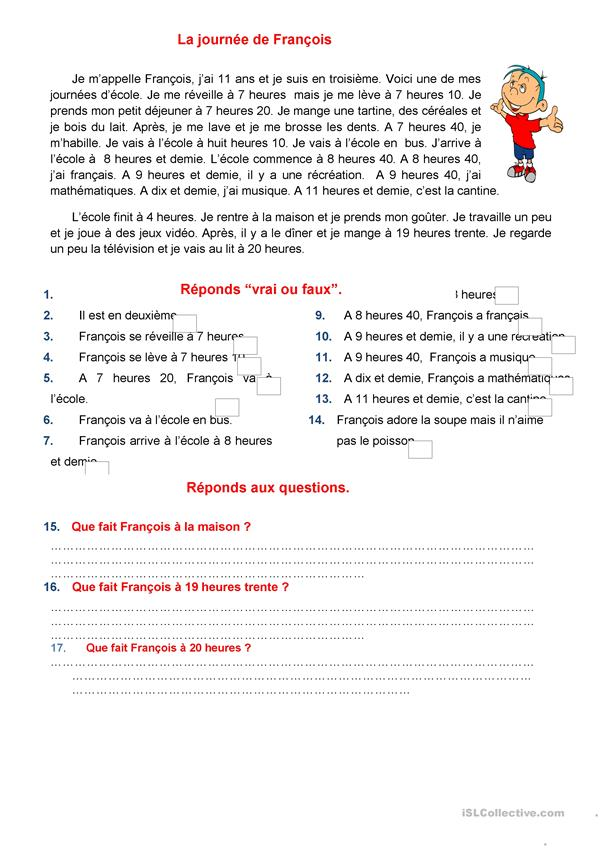 La journée de François
Je m’appelle François, j’ai 11 ans et je suis en troisième. Voici une de mes
journées d’école. Je me réveille à 7 heures mais je me lève à 7 heures 10. Je
prends mon petit déjeuner à 7 heures 20. Je mange une tartine, des céréales et
je bois du lait. Après, je me lave et je me brosse les dents. A 7 heures 40, je
m’habille. Je vais à l’école à huit heures 10. Je vais à l’école en bus. J’arrive à
l’école à 8 heures et demie. L’école commence à 8 heures 40. A 8 heures 40,
j’ai français. A 9 heures et demie, il y a une récréation. A 9 heures 40, j’ai
mathématiques. A dix et demie, j’ai musique. A 11 heures et demie, c’est la cantine.
L’école finit à 4 heures. Je rentre à la maison et je prends mon goûter. Je travaille un peu
et je joue à des jeux vidéo. Après, il y a le dîner et je mange à 19 heures trente. Je regarde
un peu la télévision et je vais au lit à 20 heures.
Réponds “vrai ou faux”.
1.
2. Il est en deuxième
3. François se réveille à 7 heures
4. François se lève à 7 heures 10
5. A 7 heures 20, François va à
l’école.
6. François va à l’école en bus.
7. François arrive à l’école à 8 heures
et demie
heures
9. A 8 heures 40, François a français
10. A 9 heures et demie, il y a une récréation
11. A 9 heures 40, François a musique
12. A dix et demie, François a mathématiques
13. A 11 heures et demie, c’est la cantine
14. François adore la soupe mais il n’aime
pas le poisson
Réponds aux questions.
15. Que fait François à la maison ?
16. Que fait François à 19 heures trente ?
17. Que fait François à 20 heures ?
iSLCollective.com